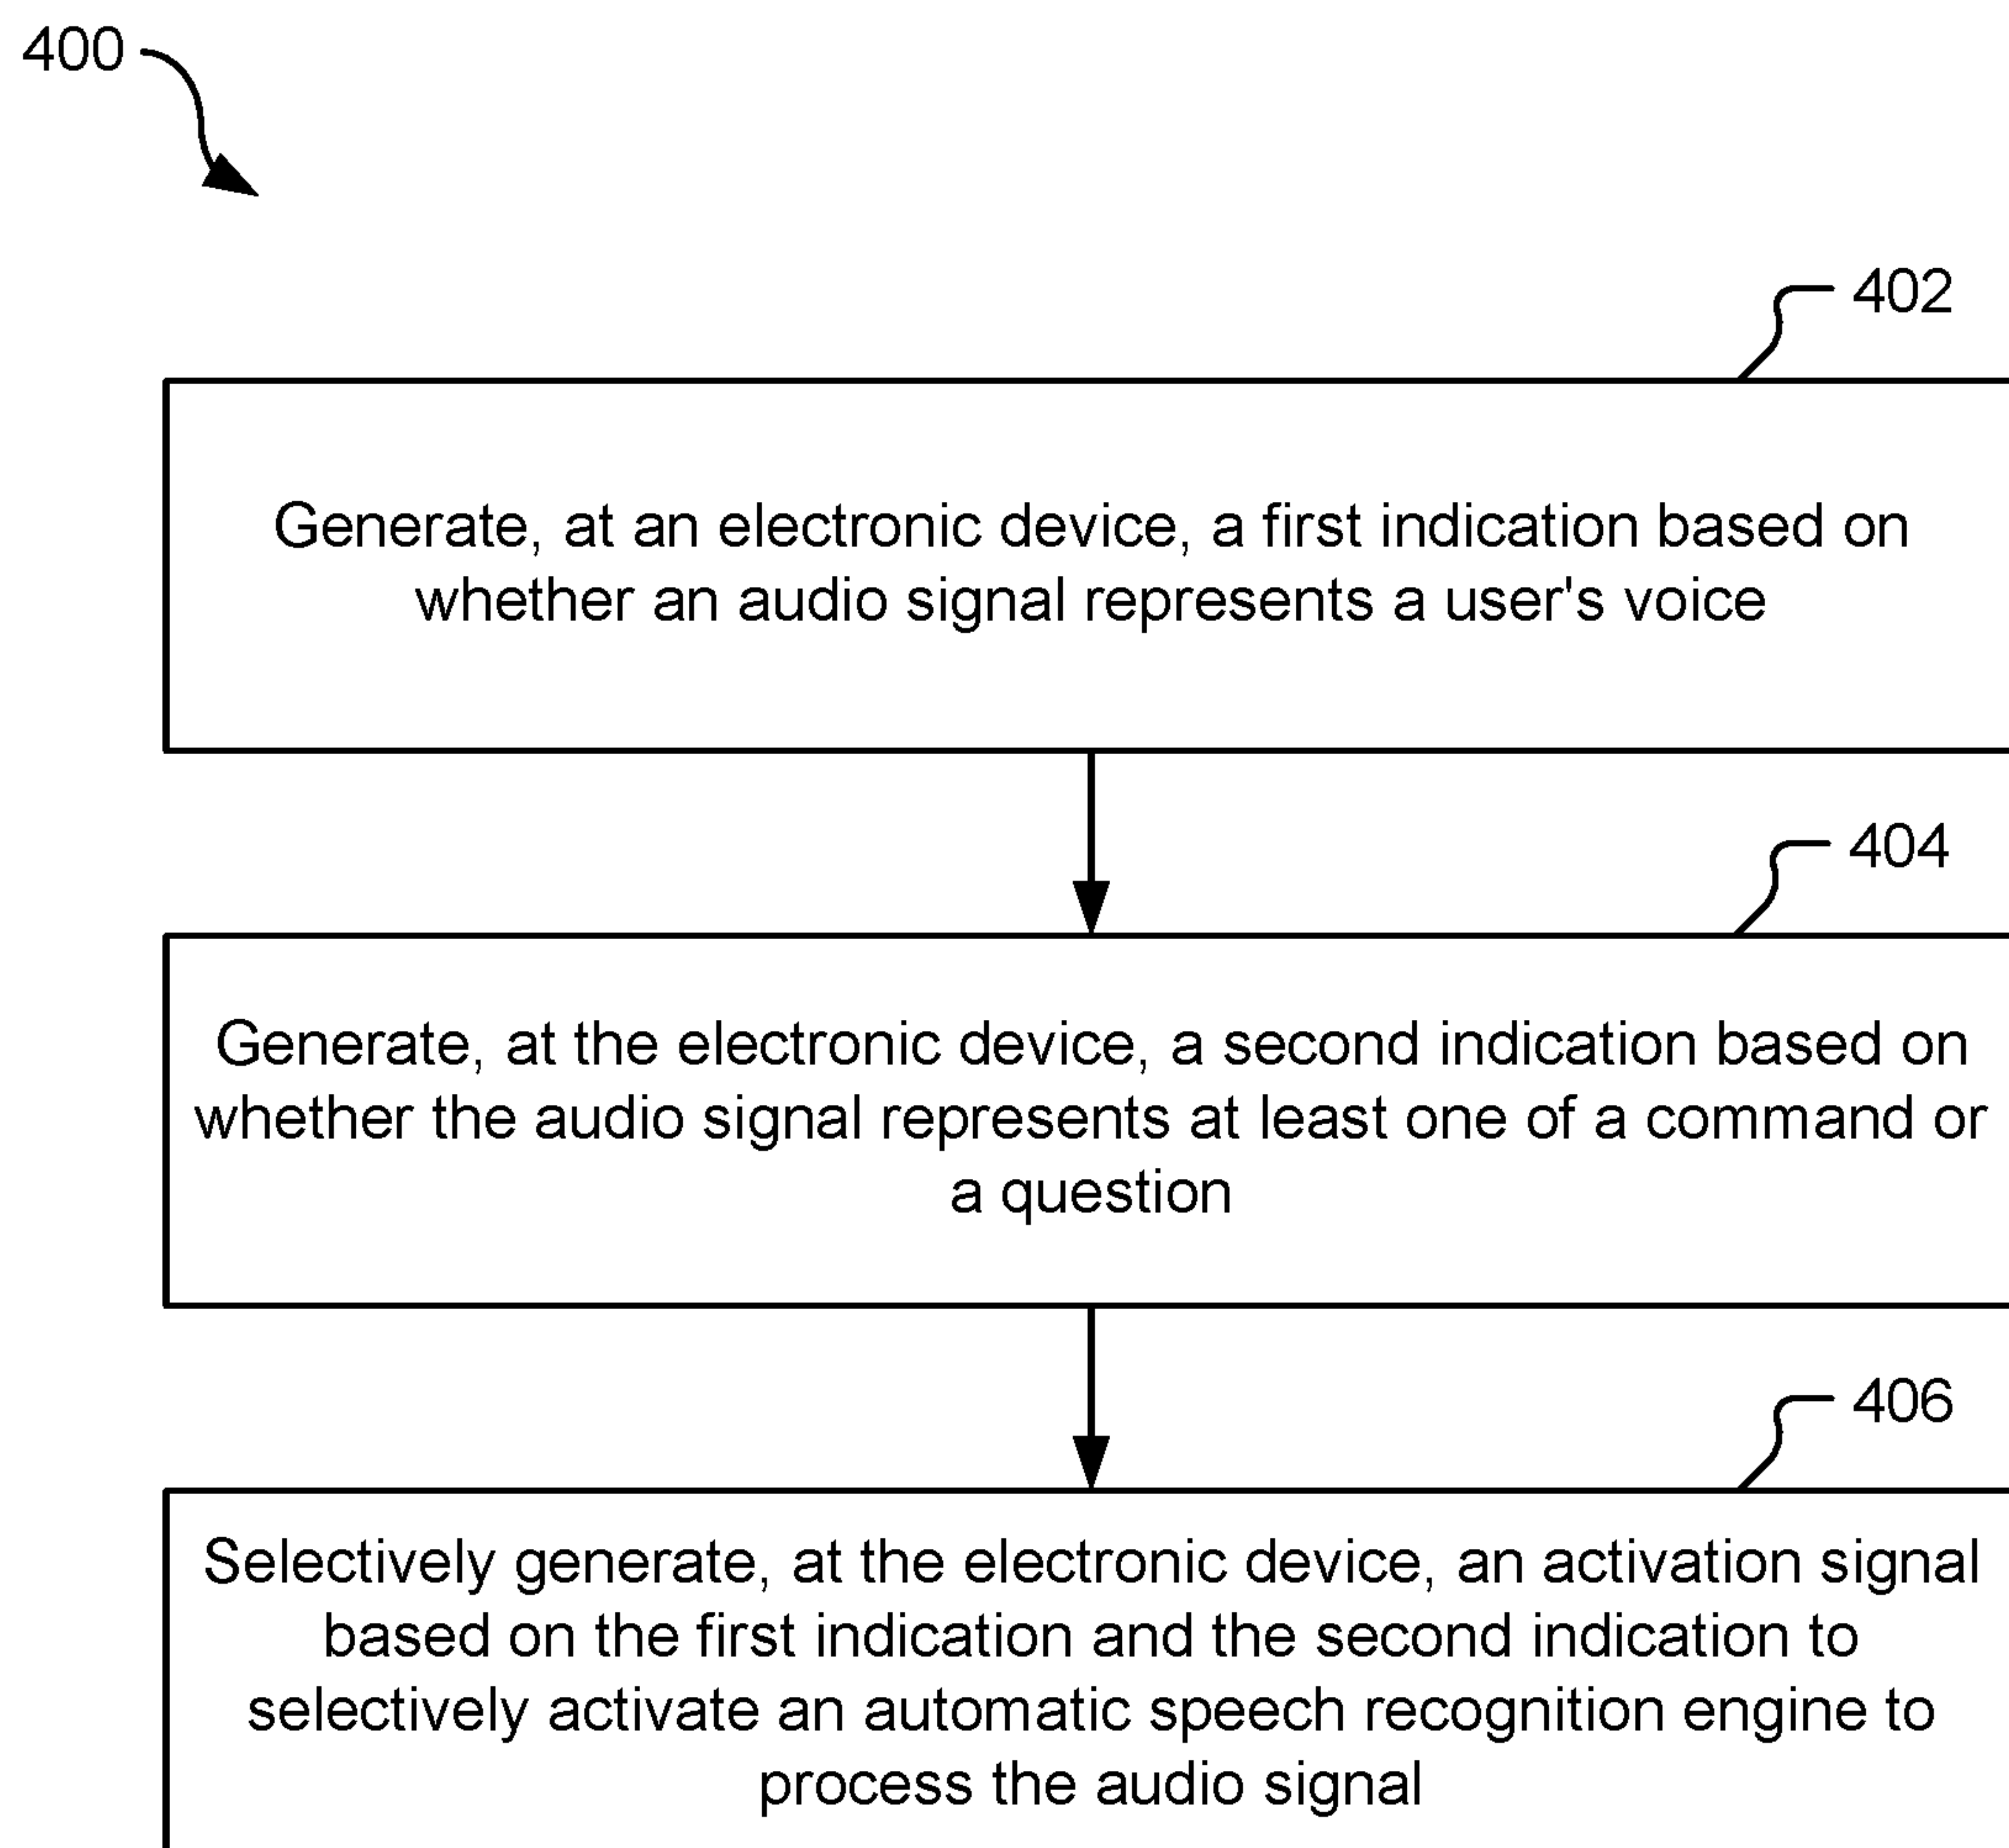 400
402
Generate, at an electronic device, a first indication based on
whether an audio signal represents a user's voice
404
Generate, at the electronic device, a second indication based on
whether the audio signal represents at least one of a command or
a question
406
Selectively generate, at the electronic device, an activation signal
based on the first indication and the second indication to
selectively activate an automatic speech recognition engine to
process the audio signal